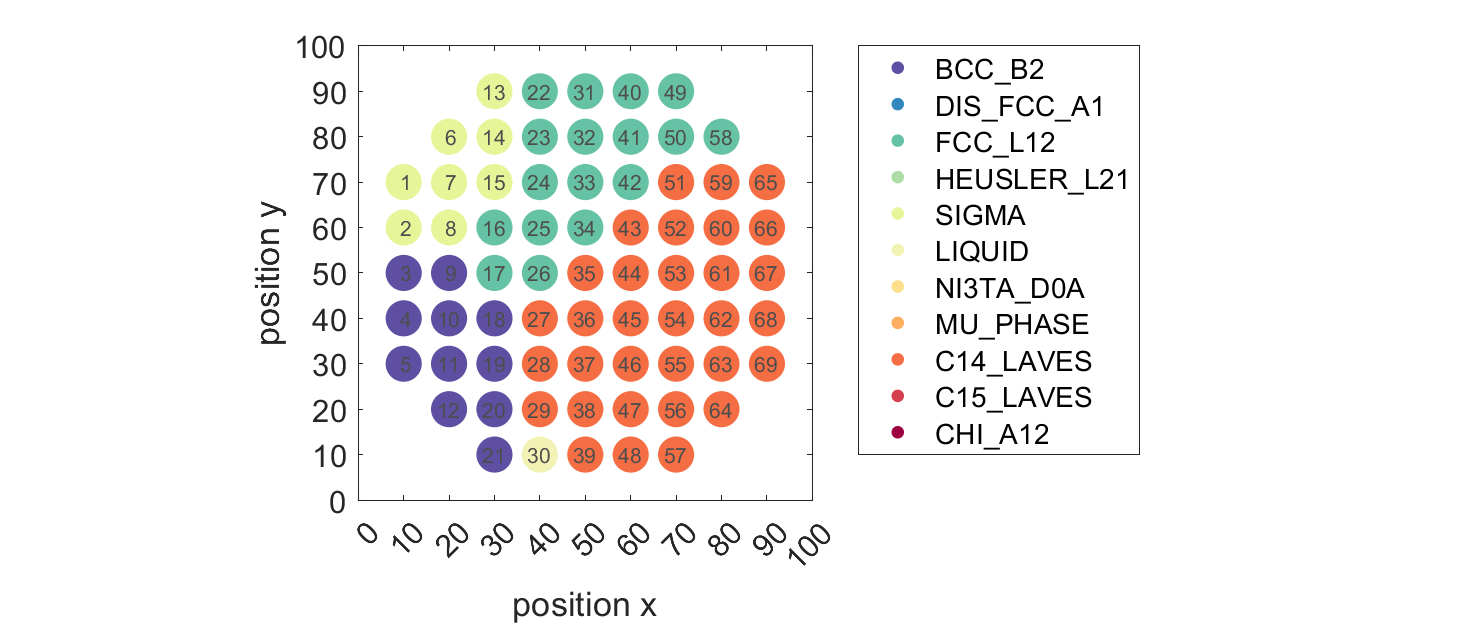 100
90
80
70
60
50
40
30
20
10
0
position y
13 22 31 40 49
6 14 23 32 41 50 58
1 7 15 24 33 42 51 59 65
2 8 16 25 34 43 52 60 66
3 9 17 26 35 44 53 61 67
4 10 18 27 36 45 54 62 68
5 11 19 28 37 46 55 63 69
12 20 29 38 47 56 64
21 30 39 48 57
0 10 20 30 40 50 60 70 80 90 100
position x
BCC_B2
DIS_FCC_A1
FCC_L12
HEUSLER_L21
SIGMA
LIQUID
NI3TA_D0A
MU_PHASE
C14_LAVES
C15_LAVES
CHI_A12